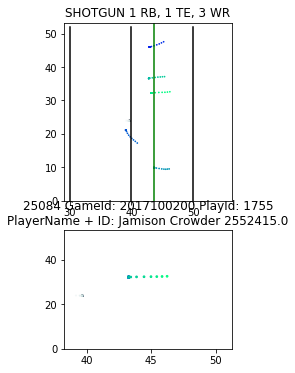 SHOTGUN 1 RB, 1 TE, 3 WR
50
40
30
20
10
0
30 40 50
25084 GameId: 2017100200 PlayId: 1755
PlayerName + ID: Jamison Crowder 2552415.0
40
20
0
40 45 50